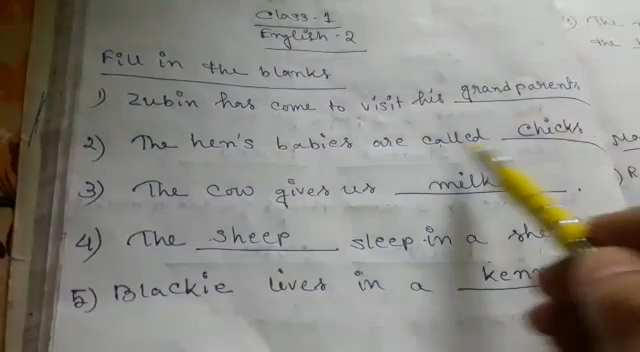 Class-1
English-2
Fill in the blanks
1) Zubin has come to visit his grandparents
2) The hen's babies are called chicks.
3) The cow gives us milk.
4) The sheep sleep in a
5) Blackie lives in a